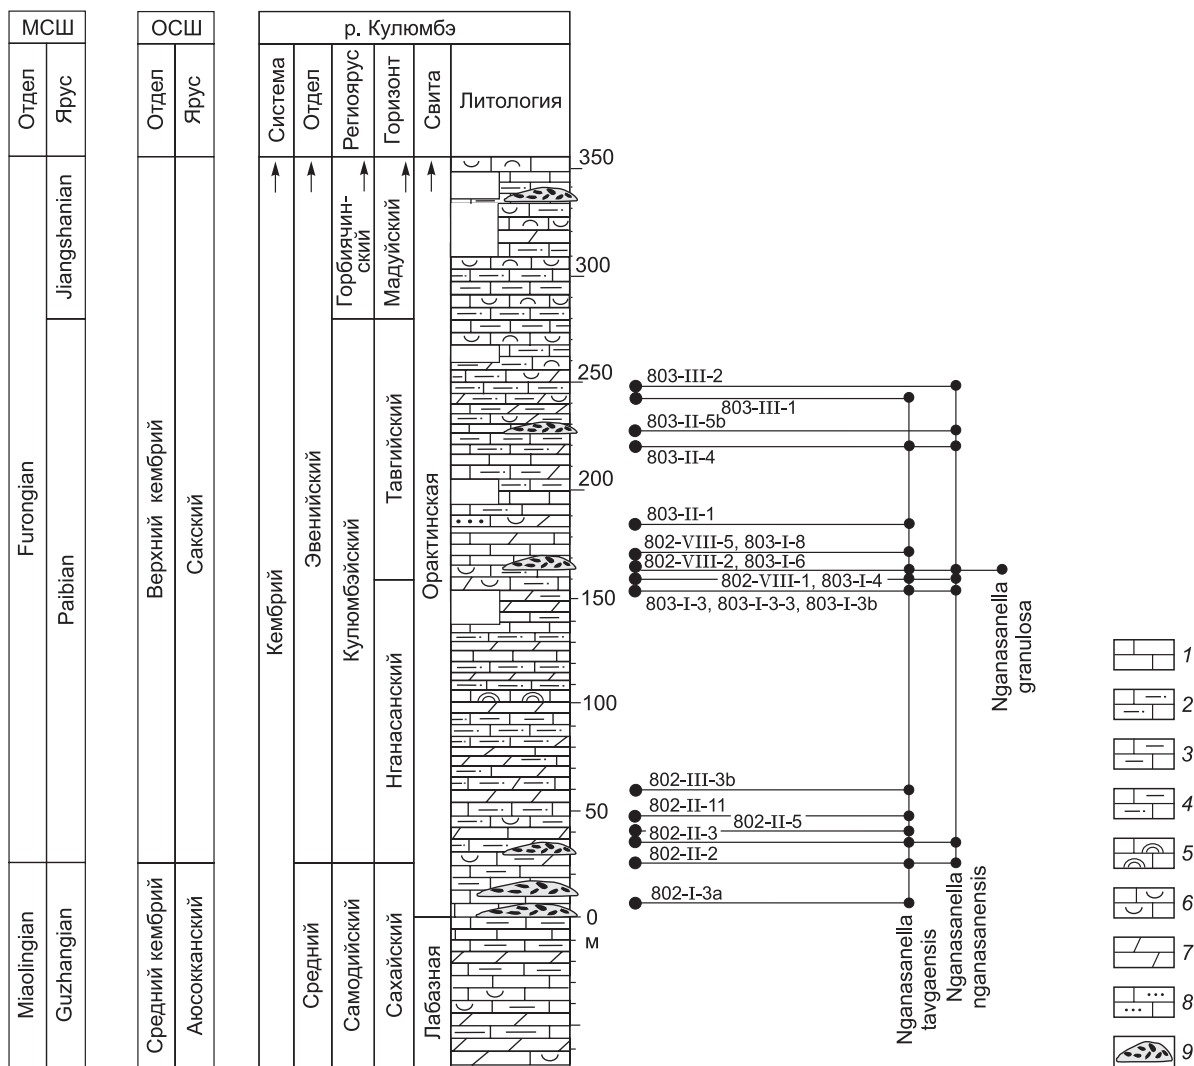 МСШ
ОСШ
р. Кулюмбэ
Отдел
Ярус
Отдел
Ярус
Система
Отдел
Региоярус
Горизонт
Свита
Литология
Furongian
Miaolingian
Jiangshanian
Paibian
Guzhangian
Верхний кембрий
Средний кембрий
Сакский
Аюсокканский
Кембрий
Эвенийский
Средний
Горбиячин-
ский
Кулюмбэйский
Самодийский
Мадуйский
Тавгийский
Нганасанский
Сахайский
Орактинская
Лабазная
350
300
250
200
150
100
50
0
м
803-III-2
803-III-1
803-II-5b
803-II-4
803-II-1
802-VIII-5, 803-I-8
802-VIII-2, 803-I-6
802-VIII-1, 803-I-4
803-I-3, 803-I-3-3, 803-I-3b
802-III-3b
802-II-11
802-II-5
802-II-3
802-II-2
802-I-3a
Nganasanella
tavgaensis
Nganasanella
nganasanensis
Nganasanella
granulosa
1
2
3
4
5
6
7
8
9